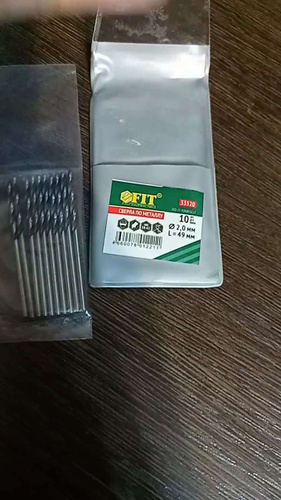 FIT
33320
СВЕРЛА ПО МЕТАЛЛУ
10
Ø 2,0 мм
L = 49 мм